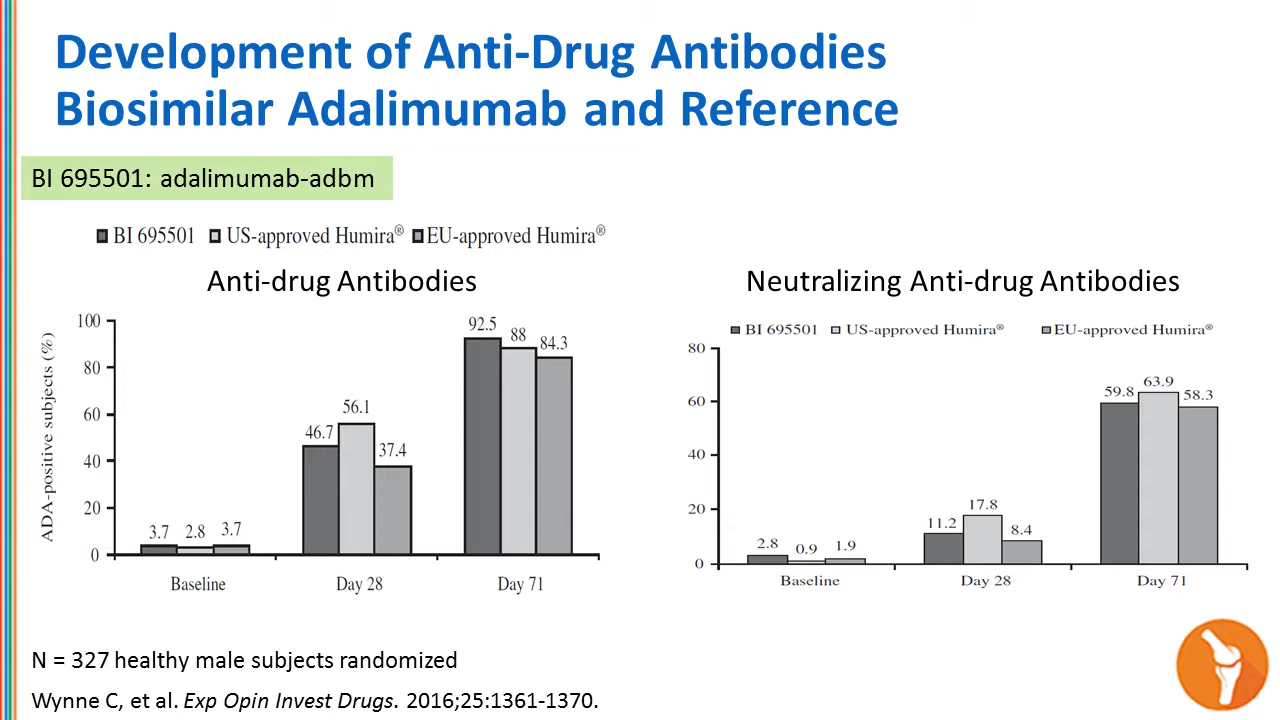 Development of Anti-Drug Antibodies
Biosimilar Adalimumab and Reference
BI 695501: adalimumab-adbm
BI 695501 US-approved Humira® EU-approved Humira®
Anti-drug Antibodies
ADA-positive subjects (%)
100
80
60
40
20
0
3.7 2.8 3.7
46.7 56.1 37.4
92.5 88 84.3
Baseline Day 28 Day 71
Neutralizing Anti-drug Antibodies
BI 695501 US-approved Humira® EU-approved Humira®
80
60
40
20
0
2.8 0.9 1.9
11.2 17.8 8.4
59.8 63.9 58.3
Baseline Day 28 Day 71
N = 327 healthy male subjects randomized
Wynne C, et al. Exp Opin Invest Drugs. 2016;25:1361-1370.